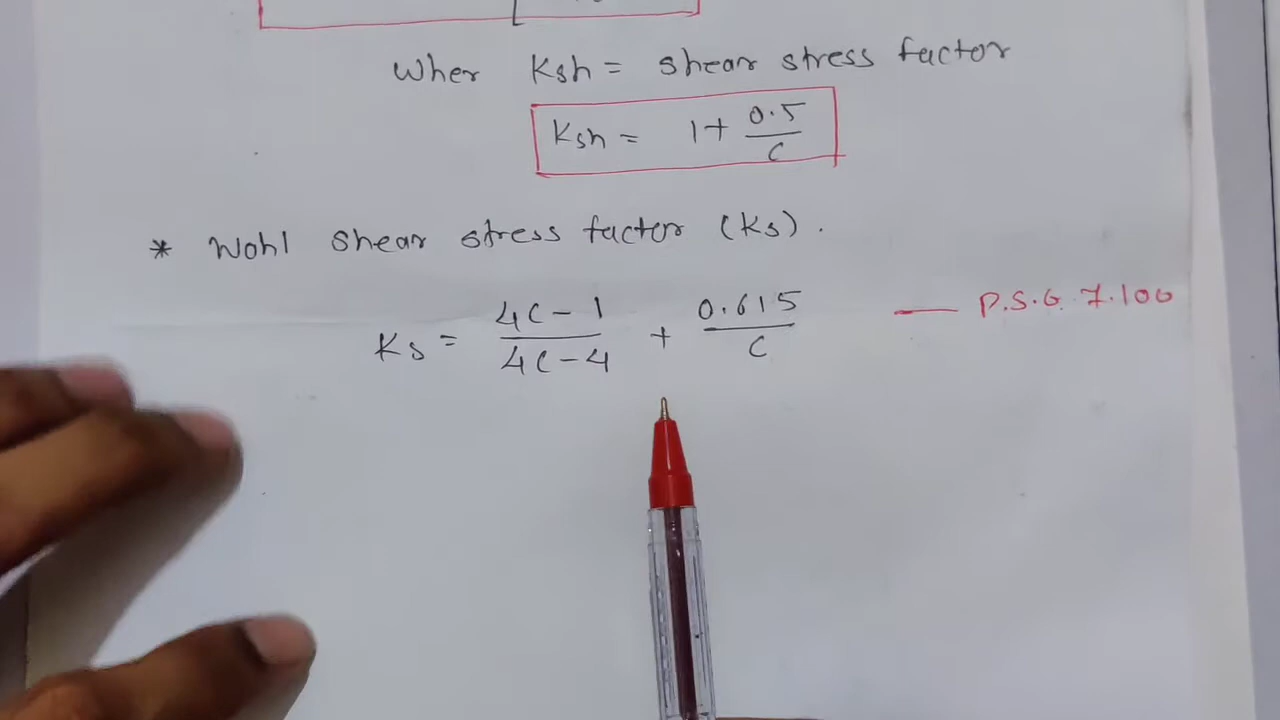 Wher Ksh = shear stress factor
Ksh = 1 + 0.5/C
* Wohl shear stress factor (Ks).
Ks = 4C-1/4C-4 + 0.615/C — P.S.G. 7.100